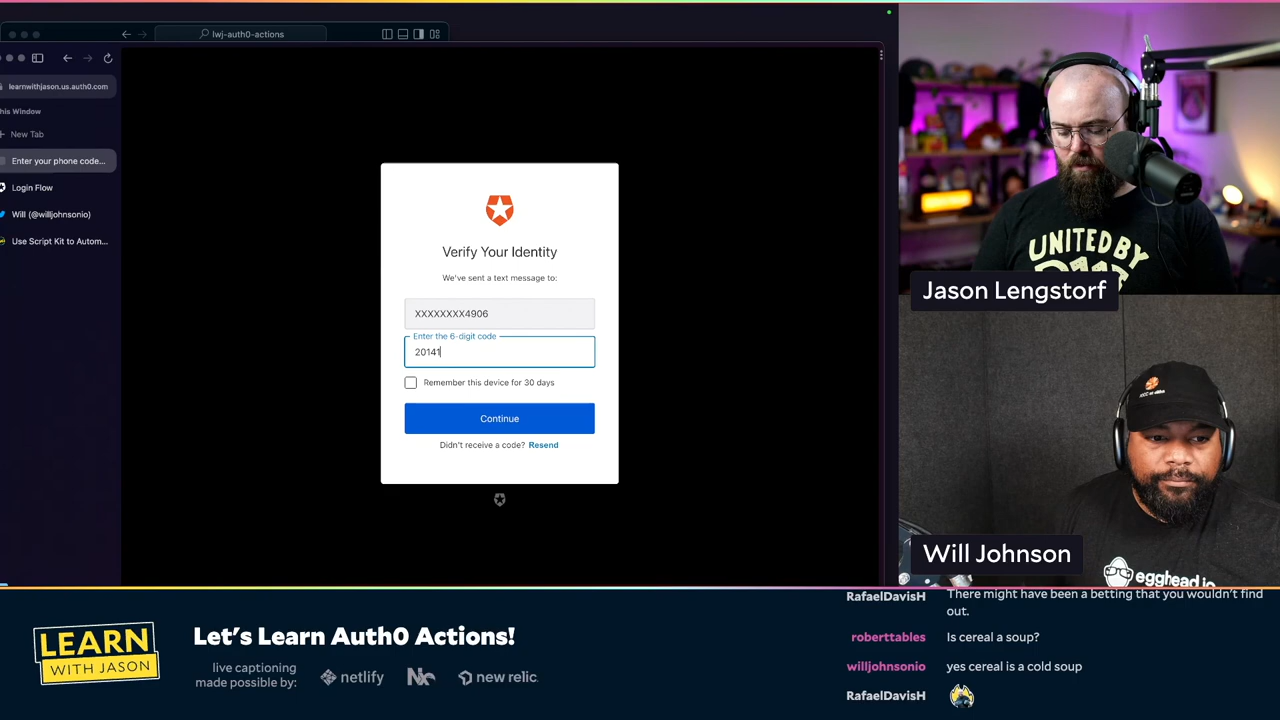 lwj-auth0-actions
learnwithjason.us.auth0.com
his Window
New Tab
Enter your phone code...
Login Flow
Will (@willjohnsonio)
Use Script Kit to Autom...
Verify Your Identity
We've sent a text message to:
XXXXXXXX4906
Enter the 6-digit code
20141
Remember this device for 30 days
Continue
Didn't receive a code? Resend
UNITED BY
Jason Lengstorf
Will Johnson
egghead.io
LEARN
WITH JASON
Let's Learn Auth0 Actions!
live captioning
made possible by:
netlify
new relic
RafaelDavisH There might have been a betting that you wouldn't find
out.
roberttables Is cereal a soup?
willjohnsonio yes cereal is a cold soup
RafaelDavisH